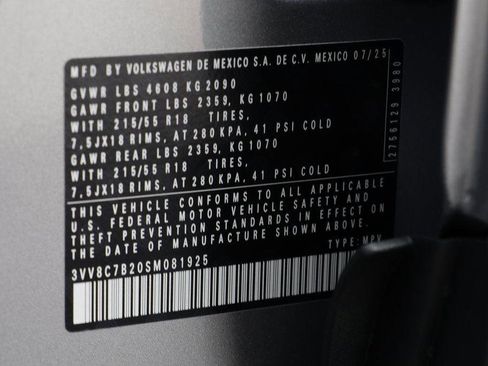 MFD BY VOLKSWAGEN DE MEXICO S.A. DE C.V. MEXICO 07/25
GVWR LBS 4608 KG 2090
GAWR FRONT LBS 2359, KG 1070
WITH 215/55 R18 TIRES,
7,5JX18 RIMS, AT 280 KPA, 41 PSI COLD
GAWR REAR LBS 2359, KG 1070
WITH 215/55 R18 TIRES,
7,5JX18 RIMS, AT 280 KPA, 41 PSI COLD
THIS VEHICLE CONFORMS TO ALL APPLICABLE
U.S. FEDERAL MOTOR VEHICLE SAFETY AND
THEFT PREVENTION STANDARDS IN EFFECT ON
THE DATE OF MANUFACTURE SHOWN ABOVE.
3VV8C7B20SM081925 TYPE: MPV
2756129 3980